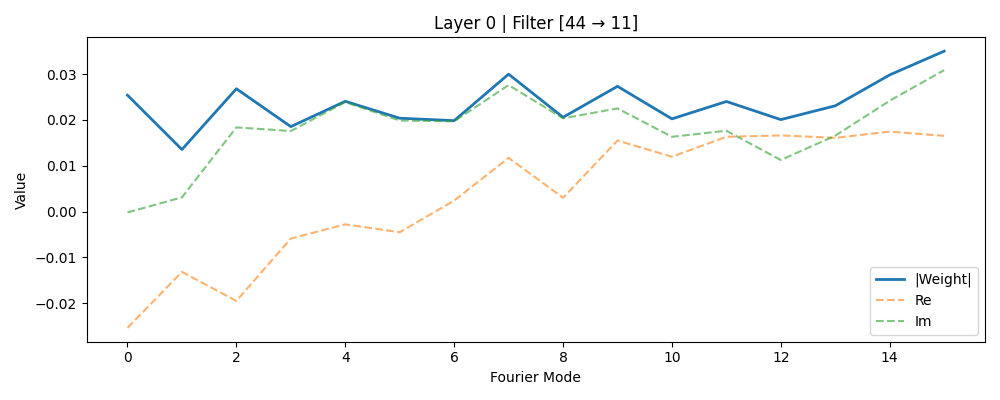 Layer 0 | Filter [44 → 11]
Value
0.03
0.02
0.01
0.00
−0.01
−0.02
|Weight|
Re
Im
0 2 4 6 8 10 12 14
Fourier Mode